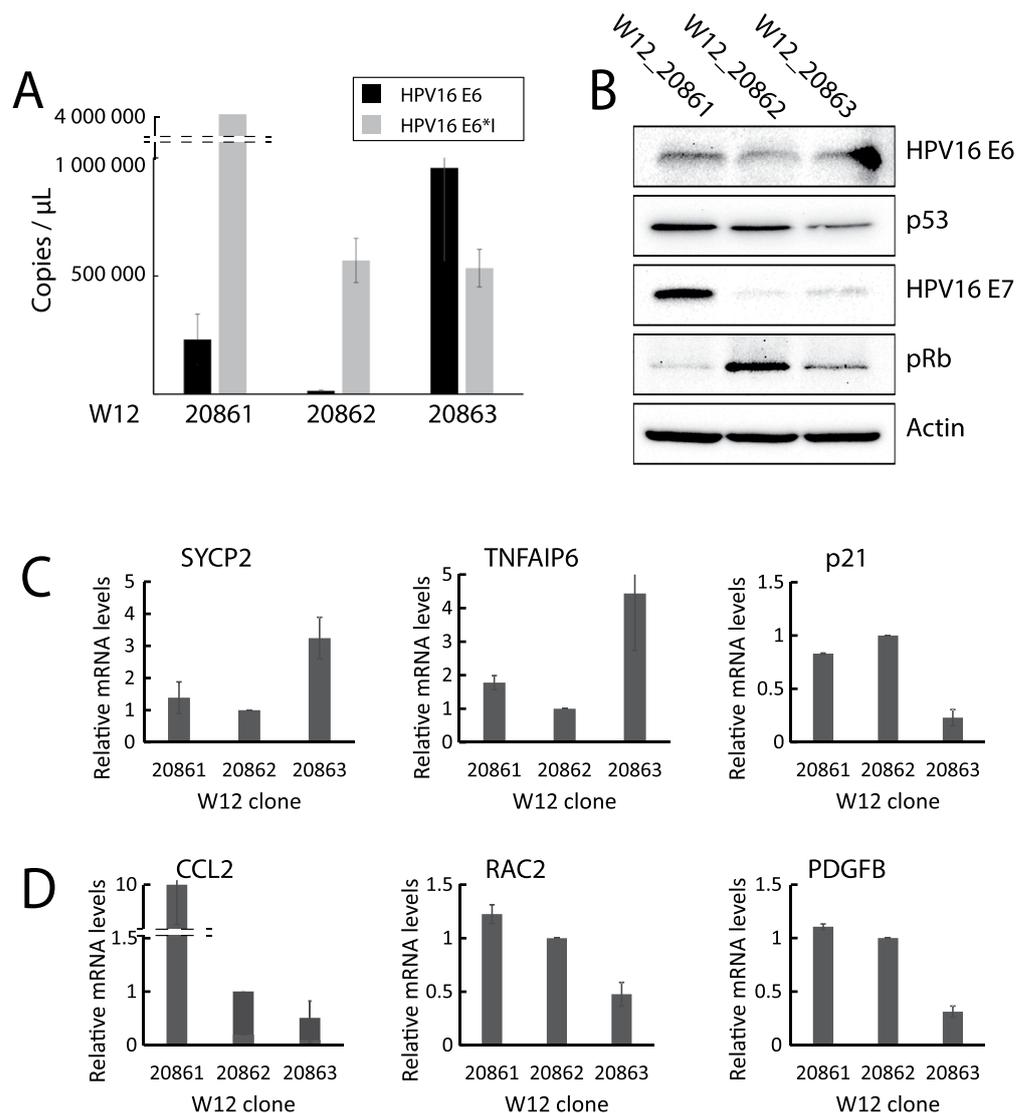 A
4 000 000
1 000 000
500 000
Copies / µL
HPV16 E6
HPV16 E6*I
W12 20861 20862 20863
B
W12_20861 W12_20862 W12_20863
HPV16 E6
p53
HPV16 E7
pRb
Actin
C
SYCP2
Relative mRNA levels
5
4
3
2
1
0
20861 20862 20863
W12 clone
TNFAIP6
Relative mRNA levels
5
4
3
2
1
0
20861 20862 20863
W12 clone
p21
Relative mRNA levels
1.5
1
0.5
0
20861 20862 20863
W12 clone
D
CCL2
Relative mRNA levels
10
1.5
1
0
20861 20862 20863
W12 clone
RAC2
Relative mRNA levels
1.5
1
0.5
0
20861 20862 20863
W12 clone
PDGFB
Relative mRNA levels
1.5
1
0.5
0
20861 20862 20863
W12 clone